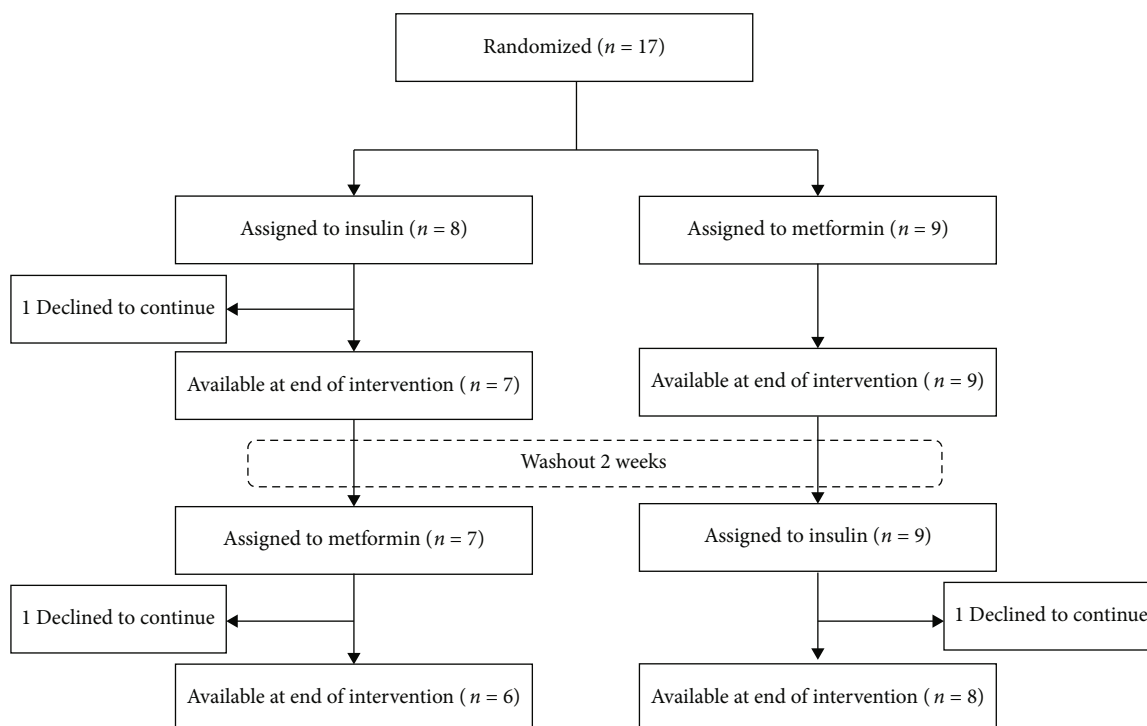 Randomized (n = 17)
Assigned to insulin (n = 8)
Assigned to metformin (n = 9)
1 Declined to continue
Available at end of intervention ( n = 7)
Available at end of intervention ( n = 9)
Washout 2 weeks
Assigned to metformin (n = 7)
Assigned to insulin (n = 9)
1 Declined to continue
1 Declined to continue
Available at end of intervention ( n = 6)
Available at end of intervention ( n = 8)